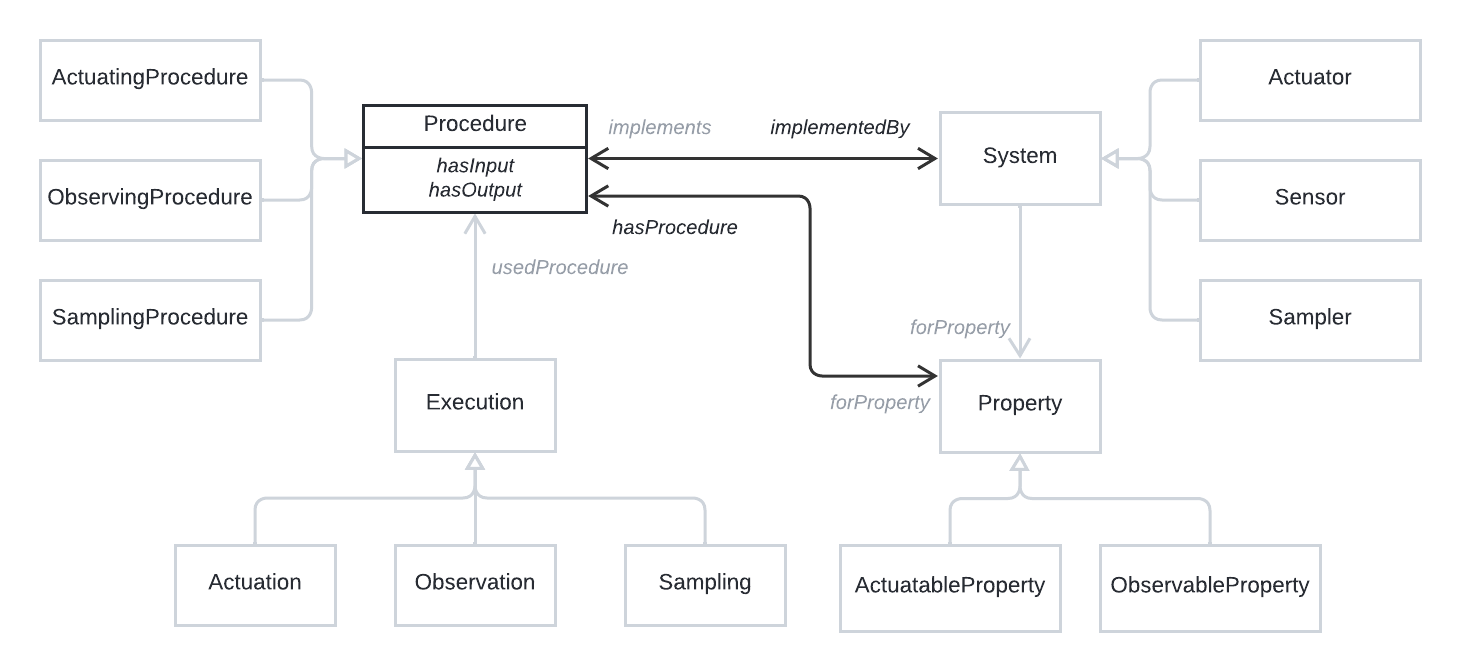 ActuatingProcedure
ObservingProcedure
SamplingProcedure
Procedure
hasInput
hasOutput
implements
implementedBy
hasProcedure
usedProcedure
System
Actuator
Sensor
Sampler
forProperty
forProperty
Execution
Property
Actuation
Observation
Sampling
ActuatableProperty
ObservableProperty